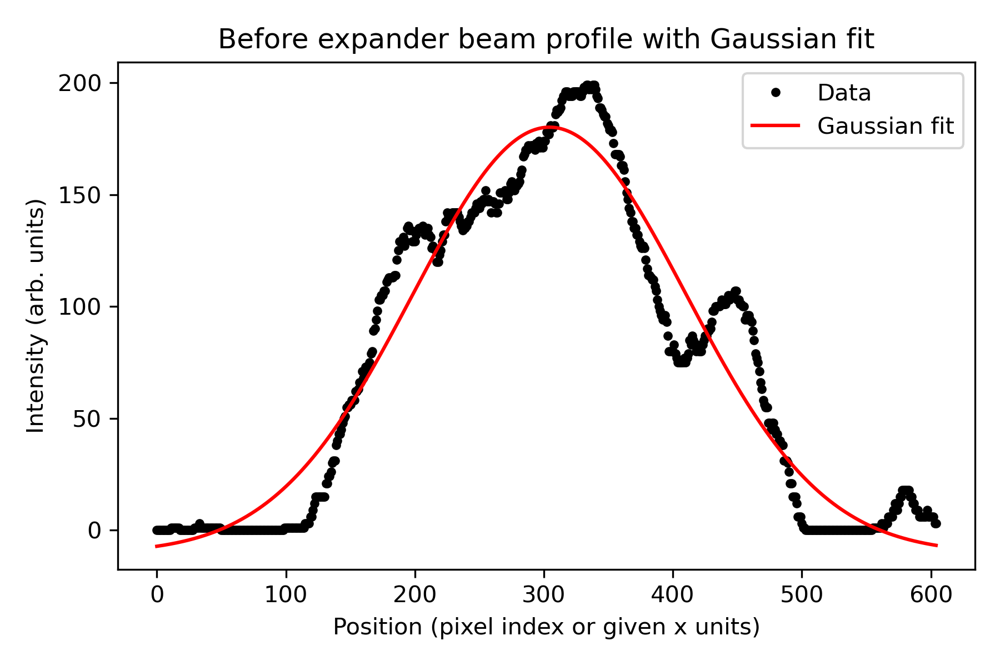 Before expander beam profile with Gaussian fit
Data
Gaussian fit
Intensity (arb. units)
200
150
100
50
0
0 100 200 300 400 500 600
Position (pixel index or given x units)